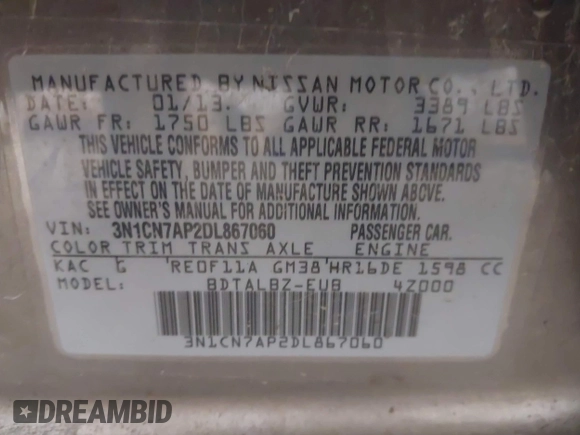 MANUFACTURED BY NISSAN MOTOR CO., LTD.
DATE: 01/13. GVWR: 3389 LBS
GAWR FR: 1750 LBS GAWR RR: 1671 LBS
THIS VEHICLE CONFORMS TO ALL APPLICABLE FEDERAL MOTOR
VEHICLE SAFETY, BUMPER AND THEFT PREVENTION STANDARDS
IN EFFECT ON THE DATE OF MANUFACTURE SHOWN ABOVE.
SEE OWNER'S MANUAL FOR ADDITIONAL INFORMATION.
VIN: 3N1CN7AP2DL867060 PASSENGER CAR.
COLOR TRIM TRANS AXLE ENGINE
KAC G RE0F11A GM38 HR16DE 1598 CC
MODEL: BDTALBZ-EUB 4Z000
3N1CN7AP2DL867060
DREAMBID